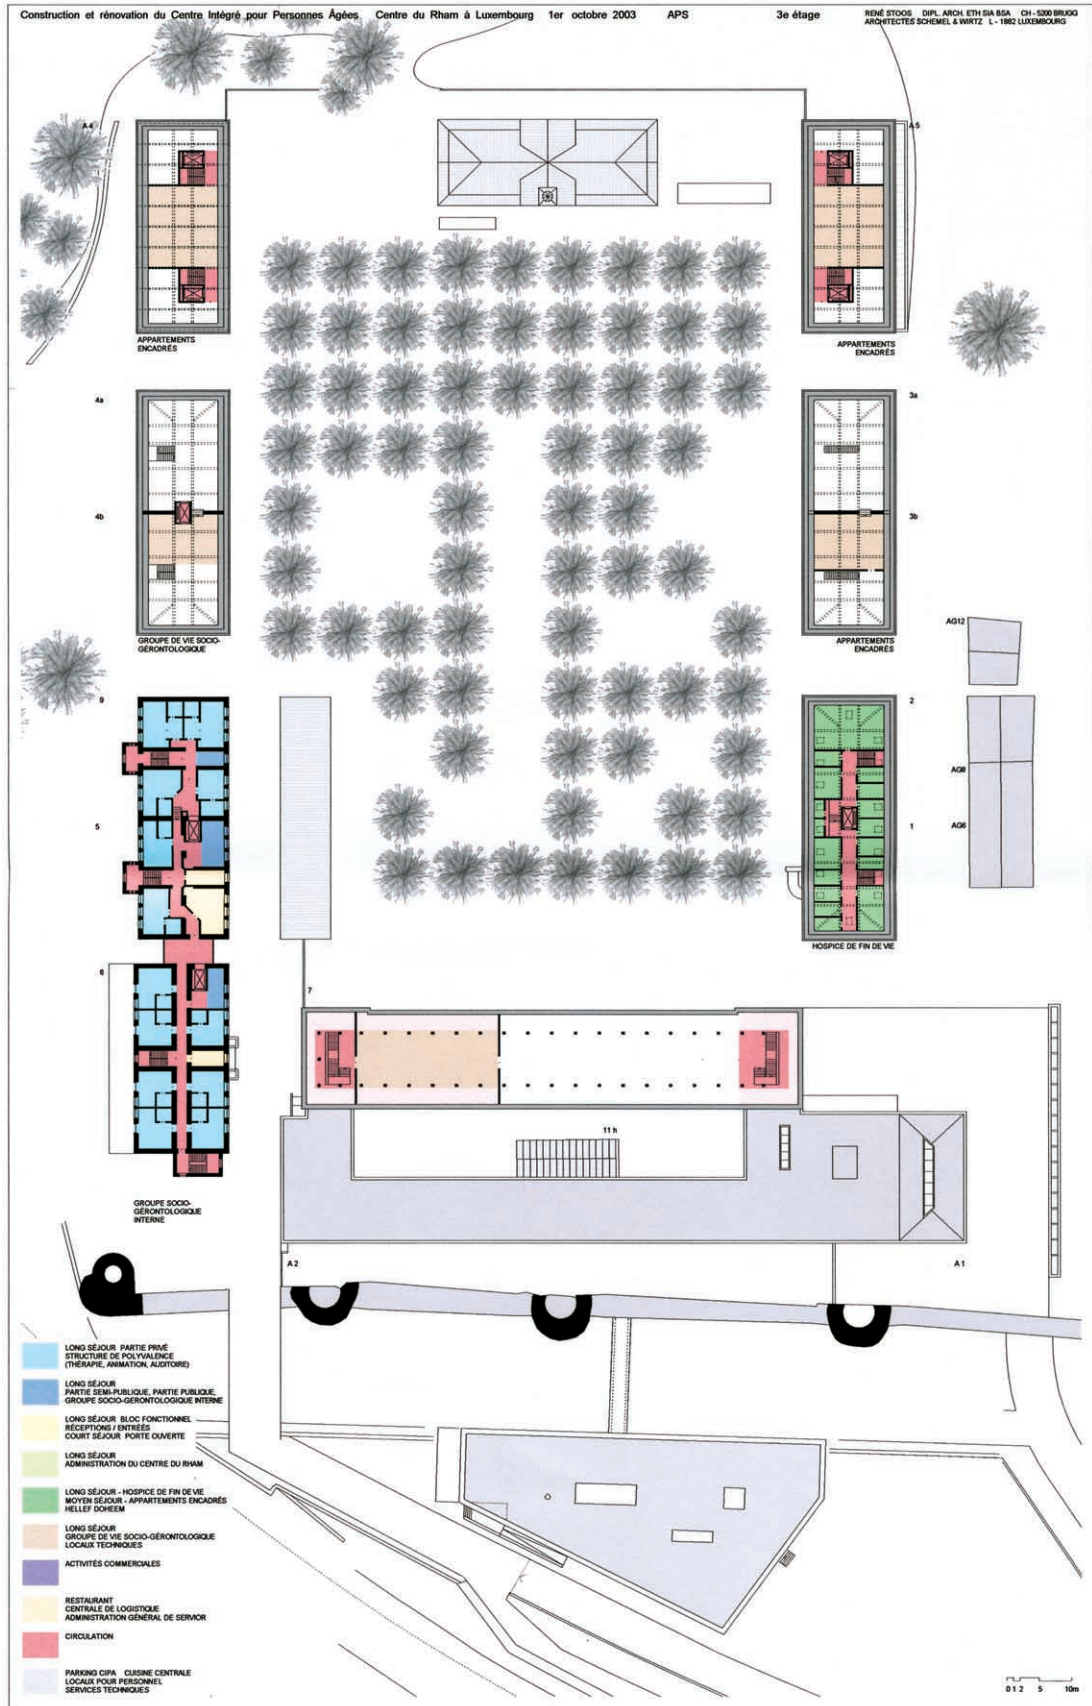 Construction et rénovation du Centre Intégré pour Personnes Âgées Centre du Rham à Luxembourg 1er octobre 2003 APS 3e étage
RENÉ STOOS DIPL. ARCH. ETH SIA BSA CH - 5200 BRUGG
ARCHITECTES SCHEMEL & WIRTZ L - 1882 LUXEMBOURG
A 4
A 5
APPARTEMENTS
ENCADRÉS
APPARTEMENTS
ENCADRÉS
4a
3a
4b
3b
GROUPE DE VIE SOCIO-
GÉRONTOLOGIQUE
APPARTEMENTS
ENCADRÉS
AG12
9
2
AG8
5
1
AG6
HOSPICE DE FIN DE VIE
6
7
11 h
GROUPE SOCIO-
GÉRONTOLOGIQUE
INTERNE
A 2
A 1
LONG SÉJOUR PARTIE PRIVÉ
STRUCTURE DE POLYVALENCE
(THÉRAPIE, ANIMATION, AUDITOIRE)
LONG SÉJOUR
PARTIE SEMI-PUBLIQUE, PARTIE PUBLIQUE,
GROUPE SOCIO-GERONTOLOGIQUE INTERNE
LONG SÉJOUR BLOC FONCTIONNEL
RÉCEPTIONS / ENTRÉÉS
COURT SÉJOUR PORTE OUVERTE
LONG SÉJOUR
ADMINISTRATION DU CENTRE DU RHAM
LONG SÉJOUR - HOSPICE DE FIN DE VIE
MOYEN SÉJOUR - APPARTEMENTS ENCADRÉS
HELLEF DOHEEM
LONG SÉJOUR
GROUPE DE VIE SOCIO-GÉRONTOLOGIQUE
LOCAUX TECHNIQUES
ACTIVITÉS COMMERCIALES
RESTAURANT
CENTRALE DE LOGISTIQUE
ADMINISTRATION GÉNÉRAL DE SERVIOR
CIRCULATION
PARKING CIPA CUISINE CENTRALE
LOCAUX POUR PERSONNEL
SERVICES TECHNIQUES
0 1 2 5 10m